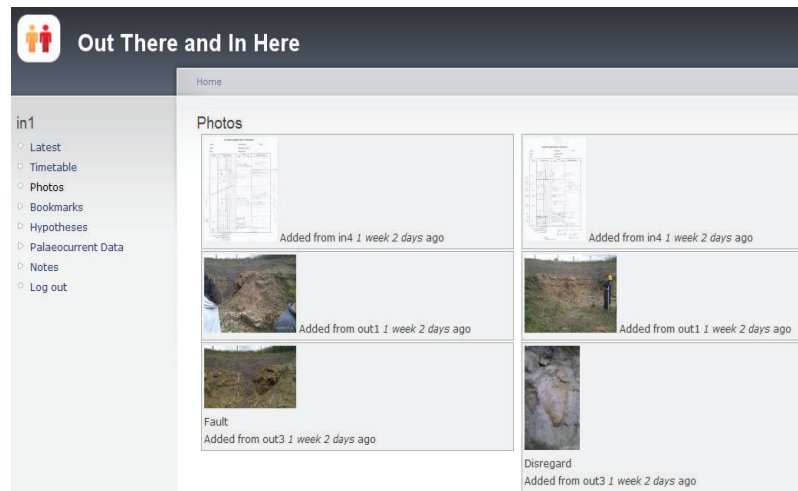 Out There and In Here
Home
in1
Latest
Timetable
Photos
Bookmarks
Hypotheses
Palaeocurrent Data
Notes
Log out
Photos
Added from in4 1 week 2 days ago
Added from in4 1 week 2 days ago
Added from out1 1 week 2 days ago
Added from out1 1 week 2 days ago
Fault
Added from out3 1 week 2 days ago
Disregard
Added from out3 1 week 2 days ago